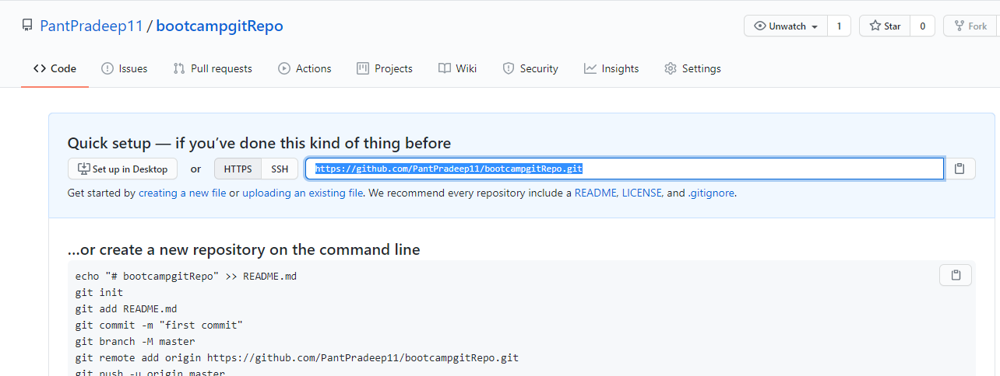 PantPradeep11 / bootcampgitRepo
Unwatch 1 Star 0 Fork
Code Issues Pull requests Actions Projects Wiki Security Insights Settings
Quick setup — if you’ve done this kind of thing before
Set up in Desktop or HTTPS SSH https://github.com/PantPradeep11/bootcampgitRepo.git
Get started by creating a new file or uploading an existing file. We recommend every repository include a README, LICENSE, and .gitignore.
…or create a new repository on the command line
echo "# bootcampgitRepo" >> README.md
git init
git add README.md
git commit -m "first commit"
git branch -M master
git remote add origin https://github.com/PantPradeep11/bootcampgitRepo.git
git push -u origin master